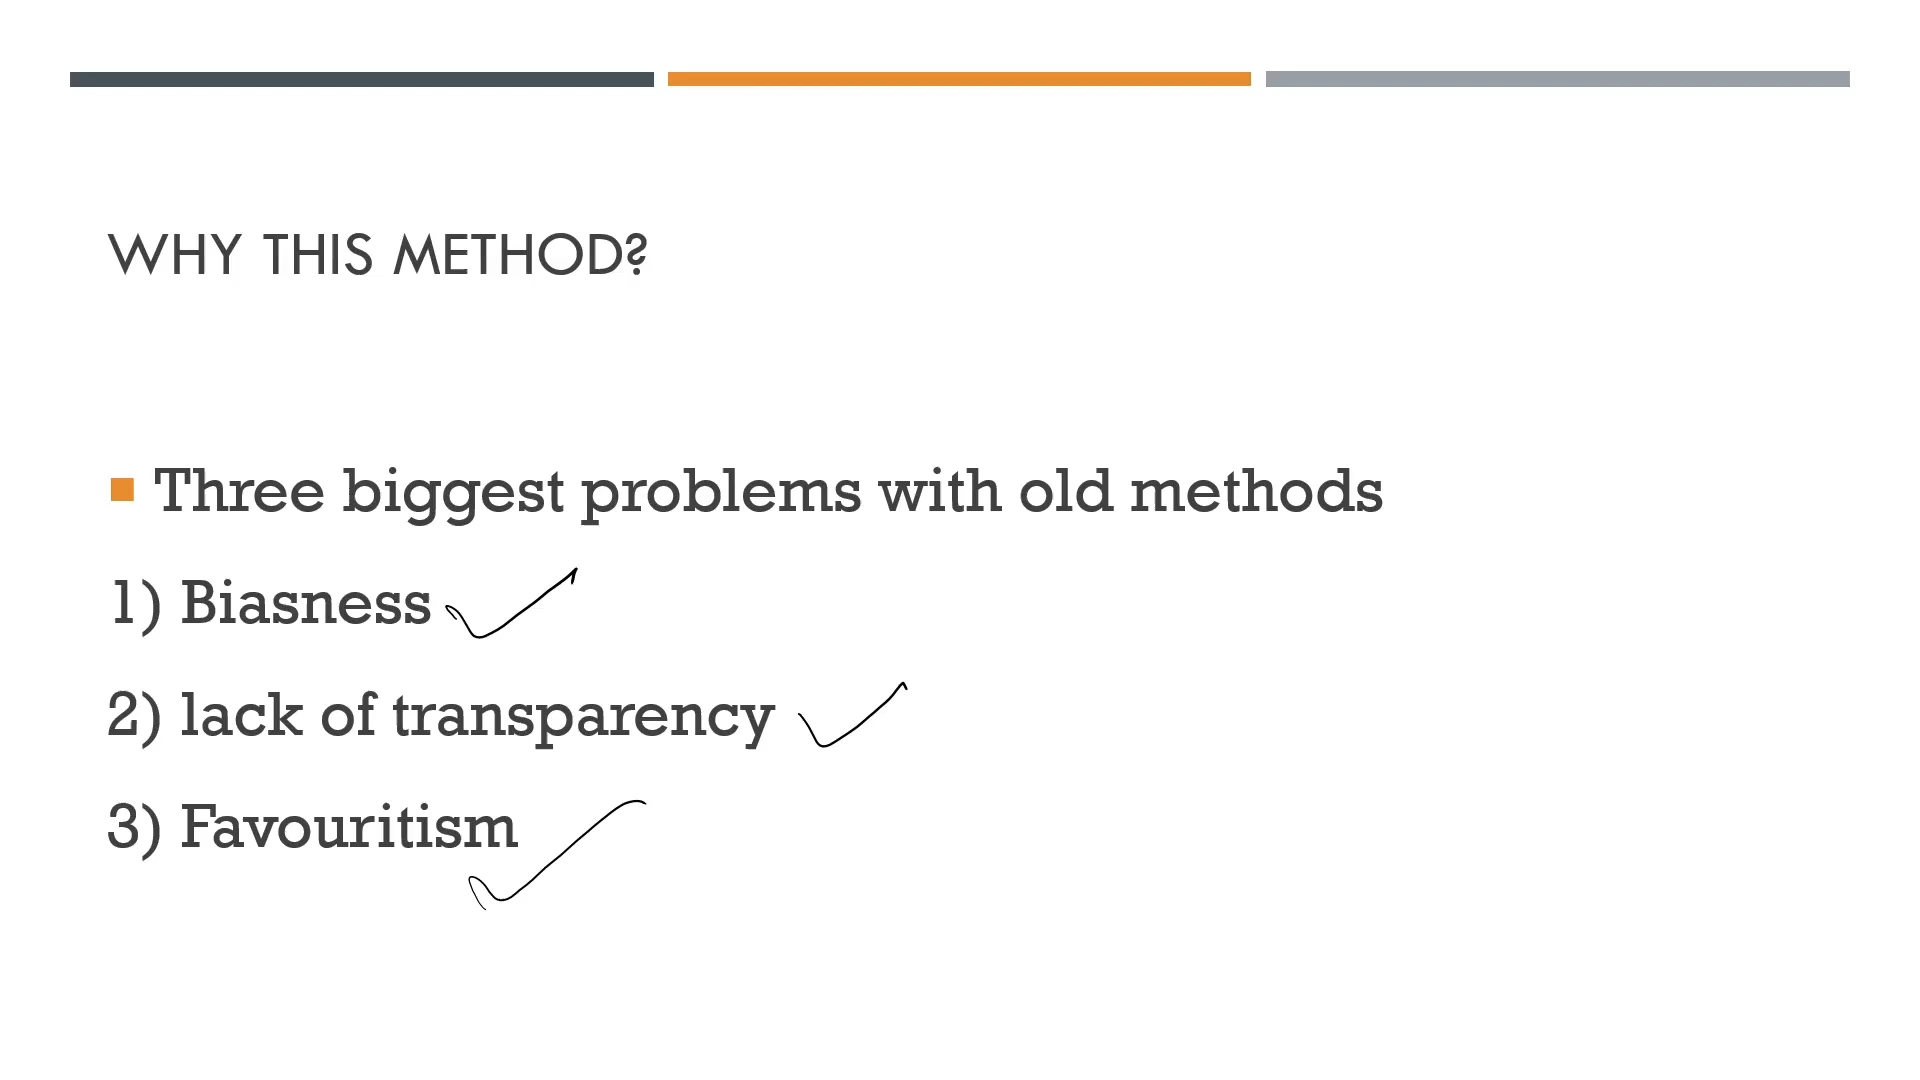 WHY THIS METHOD?
Three biggest problems with old methods
1) Biasness
2) lack of transparency
3) Favouritism